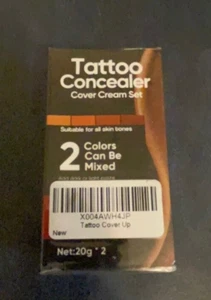 Tattoo
Concealer
Cover Cream Set
Suitable for all skin tones
2 Colors
Can Be
Mixed
X004AWH4JP
Tattoo Cover Up
New
Net:20g * 2